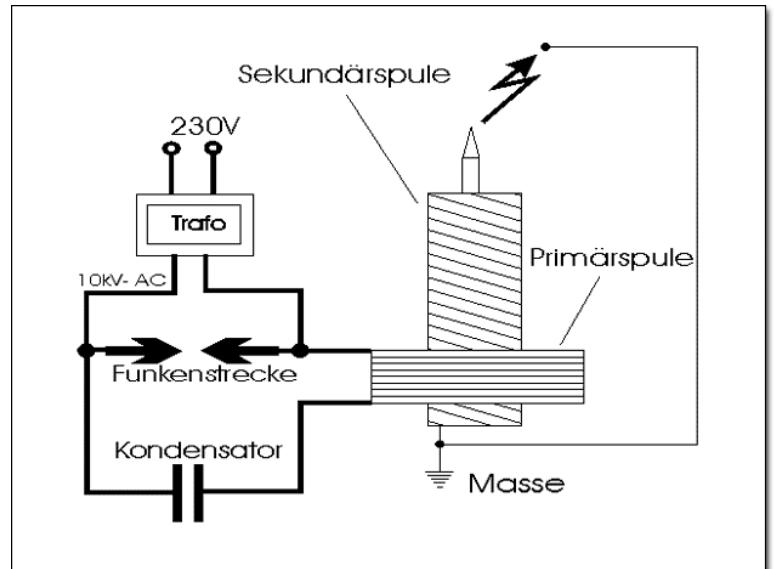 Sekundärspule
230V
Trafo
Primärspule
10kV- AC
Funkenstrecke
Kondensator
Masse